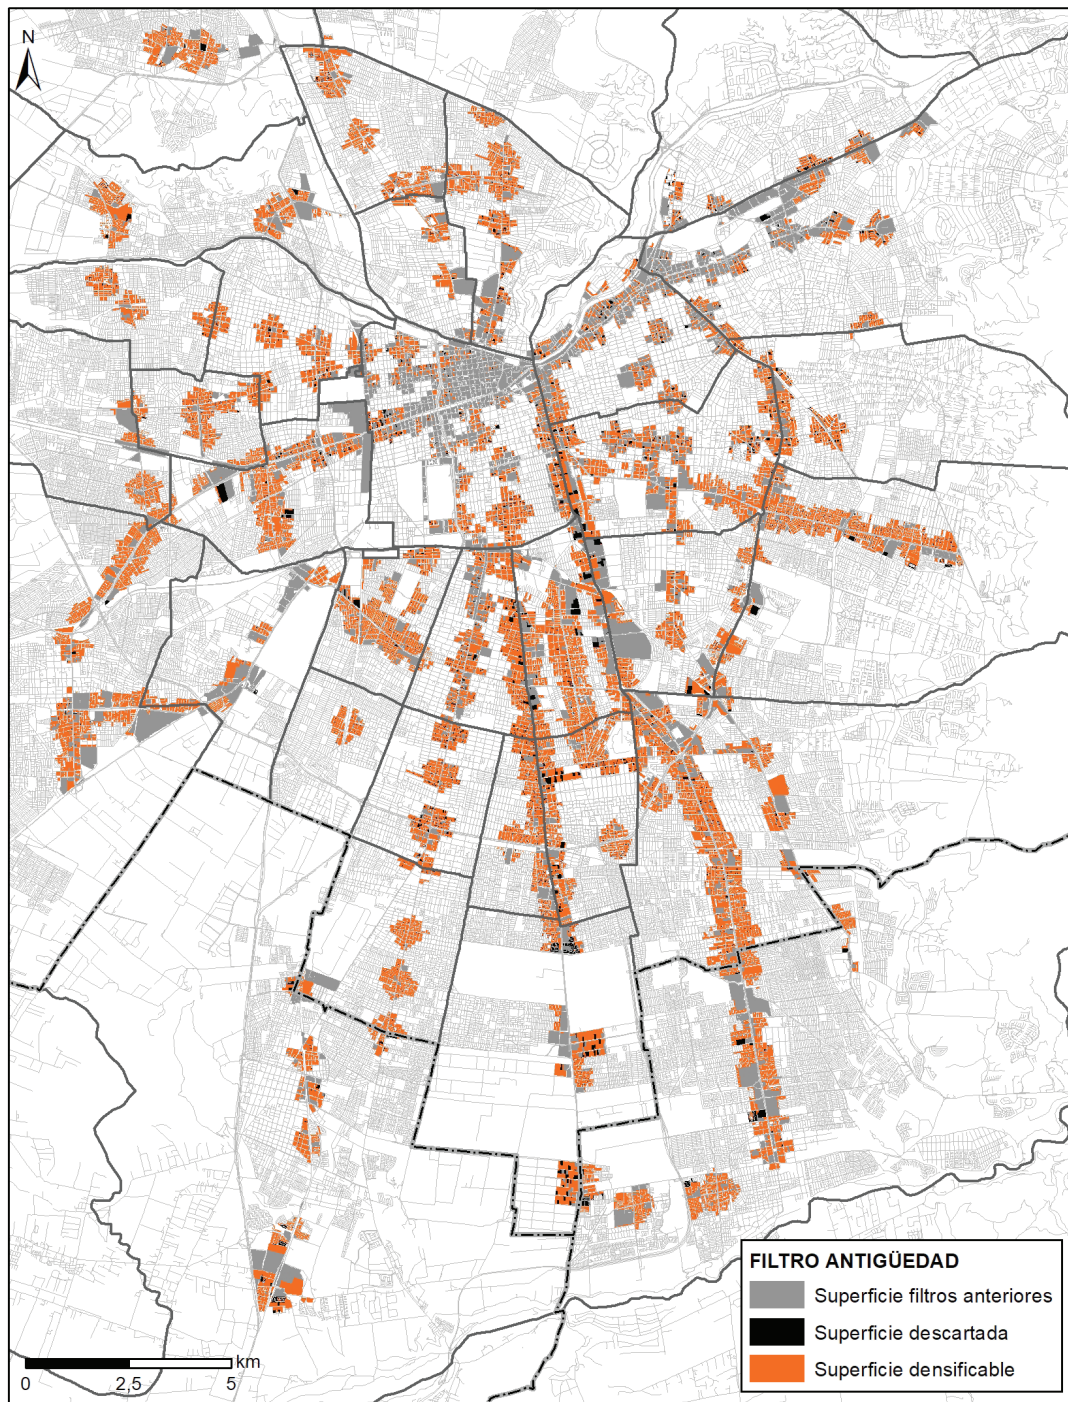 N
FILTRO ANTIGÜEDAD
Superficie filtros anteriores
Superficie descartada
Superficie densificable
km
0 2,5 5